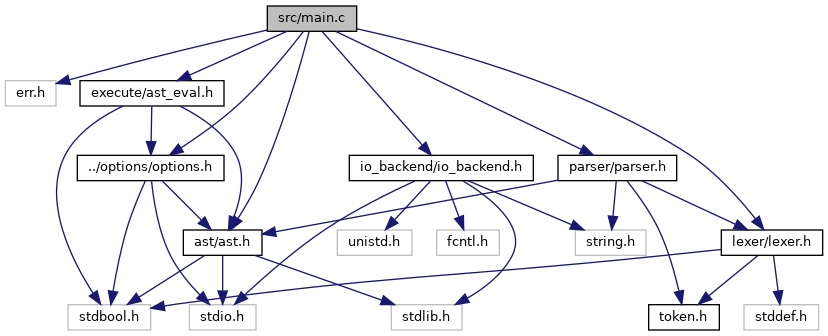 src/main.c
err.h
execute/ast_eval.h
../options/options.h
io_backend/io_backend.h
parser/parser.h
ast/ast.h
unistd.h
fcntl.h
string.h
lexer/lexer.h
stdbool.h
stdio.h
stdlib.h
token.h
stddef.h